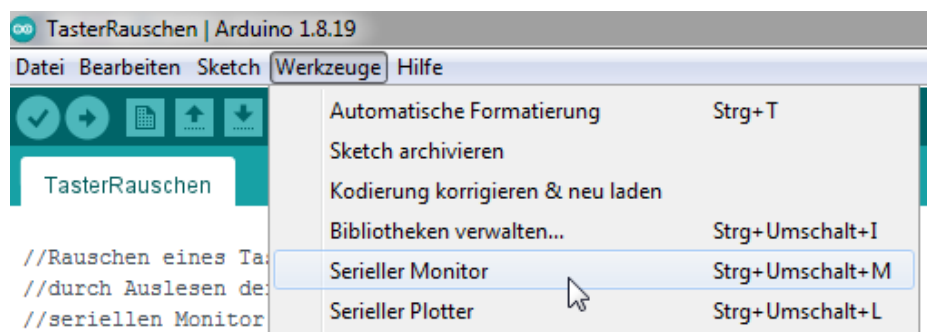 TasterRauschen | Arduino 1.8.19
Datei Bearbeiten Sketch Werkzeuge Hilfe
Automatische Formatierung Strg+T
Sketch archivieren
TasterRauschen
Kodierung korrigieren & neu laden
Bibliotheken verwalten... Strg+Umschalt+I
//Rauschen eines
Serieller Monitor Strg+Umschalt+M
//durch Auslesen
Serieller Plotter Strg+Umschalt+L
//seriellen Monitor